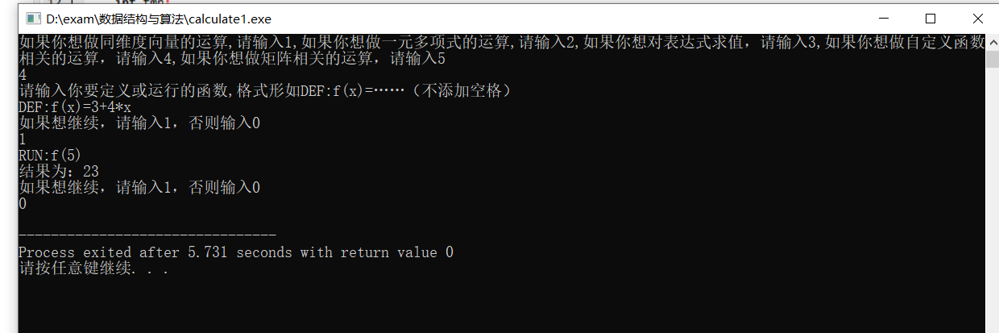 D:\exam\数据结构与算法\calculate1.exe
如果你想做同维度向量的运算,请输入1,如果你想做一元多项式的运算,请输入2,如果你想对表达式求值，请输入3,如果你想做自定义函数
相关的运算，请输入4,如果你想做矩阵相关的运算，请输入5
4
请输入你要定义或运行的函数,格式形如DEF:f(x)=……（不添加空格）
DEF:f(x)=3+4*x
如果想继续，请输入1，否则输入0
1
RUN:f(5)
结果为：23
如果想继续，请输入1，否则输入0
0
--------------------------------
Process exited after 5.731 seconds with return value 0
请按任意键继续. . .